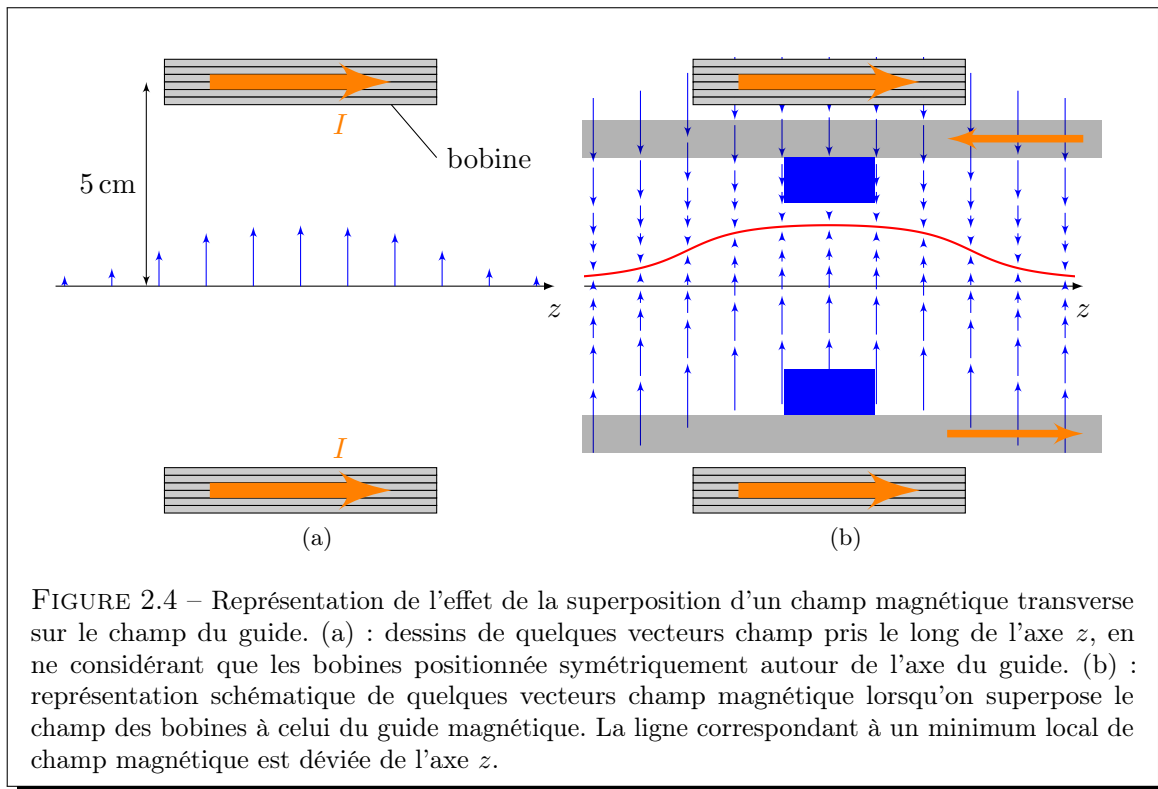 I
bobine
5 cm
z
I
(a)
z
(b)
FIGURE 2.4 – Représentation de l'effet de la superposition d'un champ magnétique transverse
sur le champ du guide. (a) : dessins de quelques vecteurs champ pris le long de l'axe z, en
ne considérant que les bobines positionnée symétriquement autour de l'axe du guide. (b) :
représentation schématique de quelques vecteurs champ magnétique lorsqu'on superpose le
champ des bobines à celui du guide magnétique. La ligne correspondant à un minimum local de
champ magnétique est déviée de l'axe z.